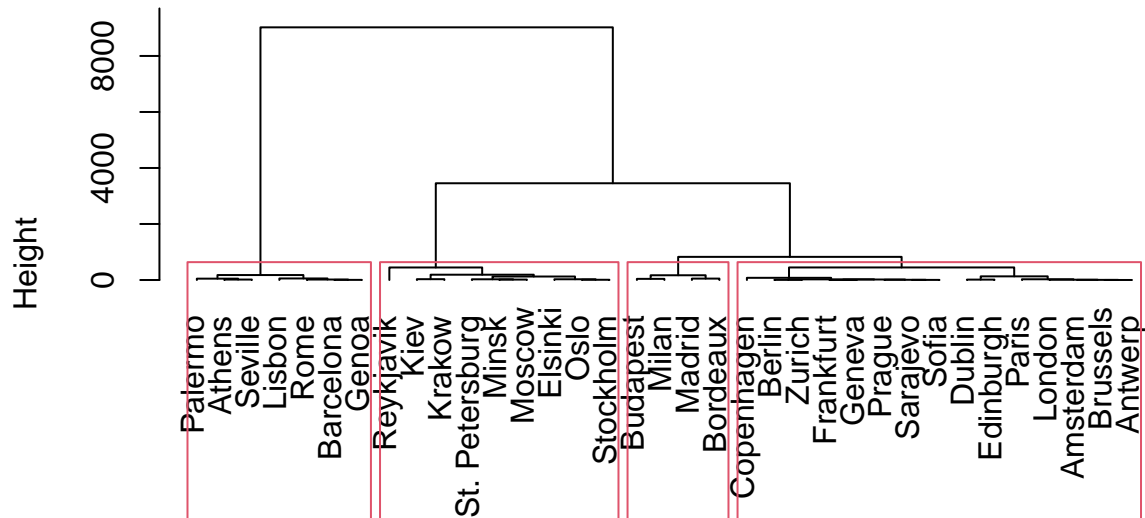 Height
8000
4000
0
Palermo
Athens
Seville
Lisbon
Rome
Barcelona
Genoa
Reykjavik
Kiev
Krakow
St. Petersburg
Minsk
Moscow
Elsinki
Oslo
Stockholm
Budapest
Milan
Madrid
Bordeaux
Copenhagen
Berlin
Zurich
Frankfurt
Geneva
Prague
Sarajevo
Sofia
Dublin
Edinburgh
Paris
London
Amsterdam
Brussels
Antwerp